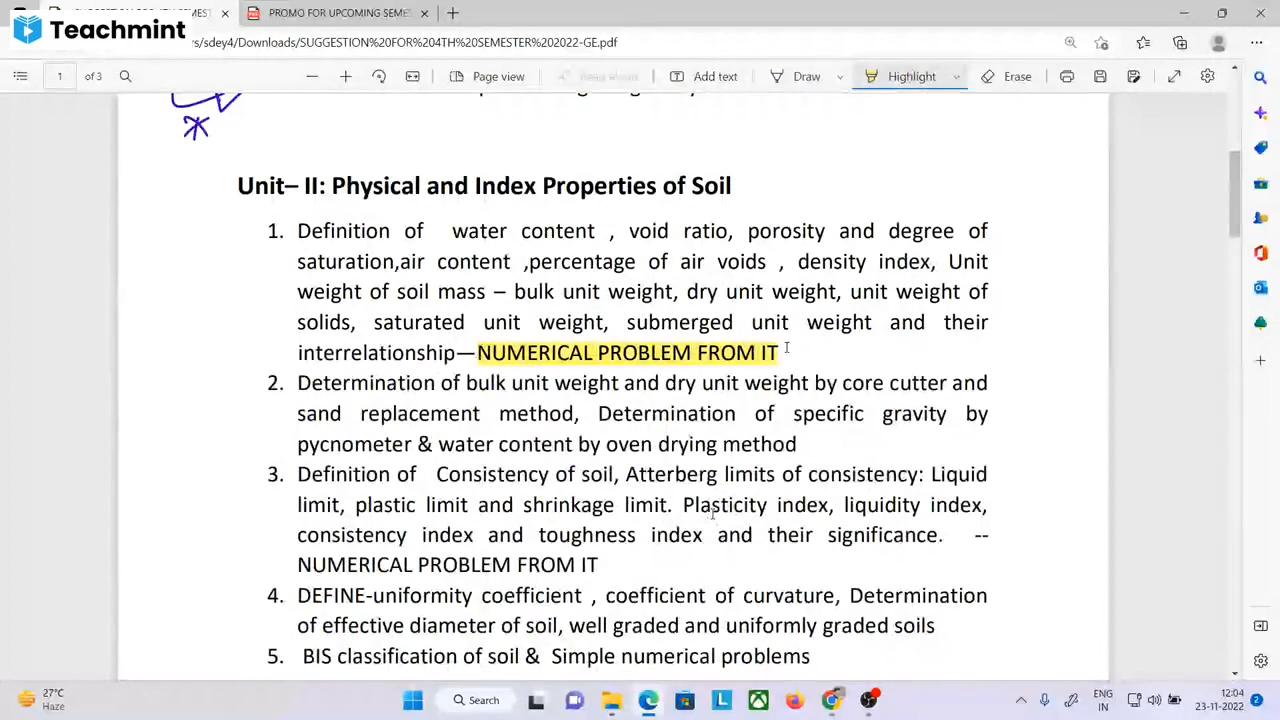 SEMEST
PROMO FOR UPCOMING SEMES
Teachmint
rs/sdey4/Downloads/SUGGESTION%20FOR%204TH%20SEMESTER%202022-GE.pdf
1 of 3
Page view
Read aloud
Add text
Draw
Highlight
Erase
Unit– II: Physical and Index Properties of Soil
1. Definition of water content , void ratio, porosity and degree of
saturation,air content ,percentage of air voids , density index, Unit
weight of soil mass – bulk unit weight, dry unit weight, unit weight of
solids, saturated unit weight, submerged unit weight and their
interrelationship—NUMERICAL PROBLEM FROM IT
2. Determination of bulk unit weight and dry unit weight by core cutter and
sand replacement method, Determination of specific gravity by
pycnometer & water content by oven drying method
3. Definition of Consistency of soil, Atterberg limits of consistency: Liquid
limit, plastic limit and shrinkage limit. Plasticity index, liquidity index,
consistency index and toughness index and their significance. --
NUMERICAL PROBLEM FROM IT
4. DEFINE-uniformity coefficient , coefficient of curvature, Determination
of effective diameter of soil, well graded and uniformly graded soils
5. BIS classification of soil & Simple numerical problems
27°C
Haze
Search
ENG
IN
12:04
23-11-2022